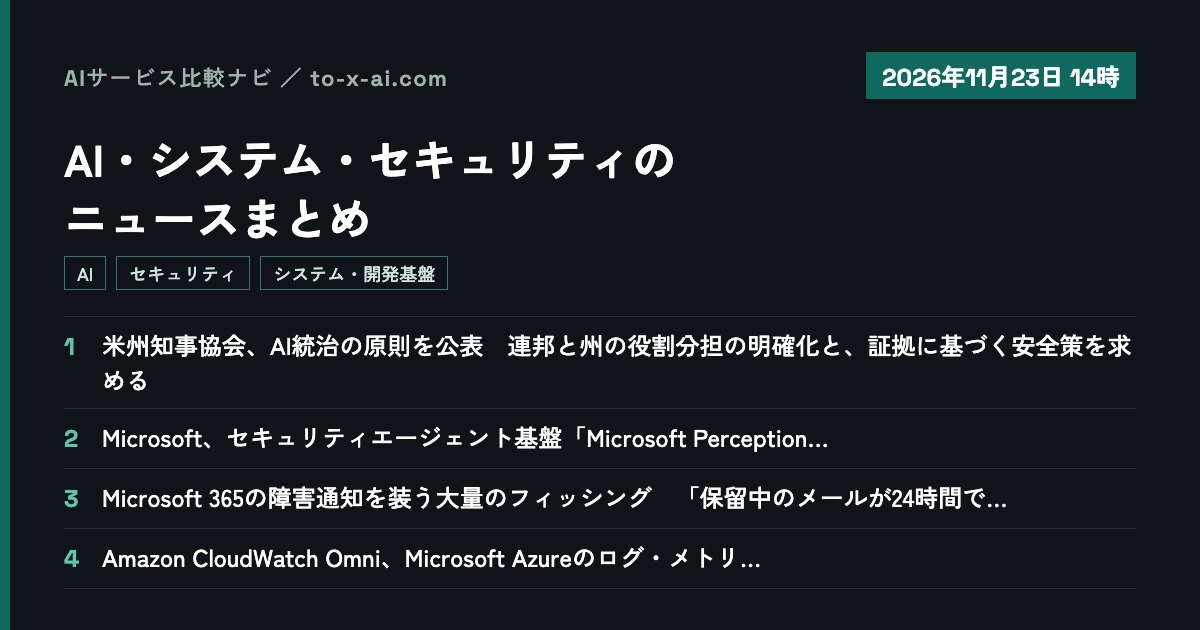 AIサービス比較ナビ ／ to-x-ai.com
2026年11月23日 14時
AI・システム・セキュリティの
ニュースまとめ
AI
セキュリティ
システム・開発基盤
1 米州知事協会、AI統治の原則を公表　連邦と州の役割分担の明確化と、証拠に基づく安全策を求
める
2 Microsoft、セキュリティエージェント基盤「Microsoft Perception…
3 Microsoft 365の障害通知を装う大量のフィッシング　「保留中のメールが24時間で…
4 Amazon CloudWatch Omni、Microsoft Azureのログ・メトリ…